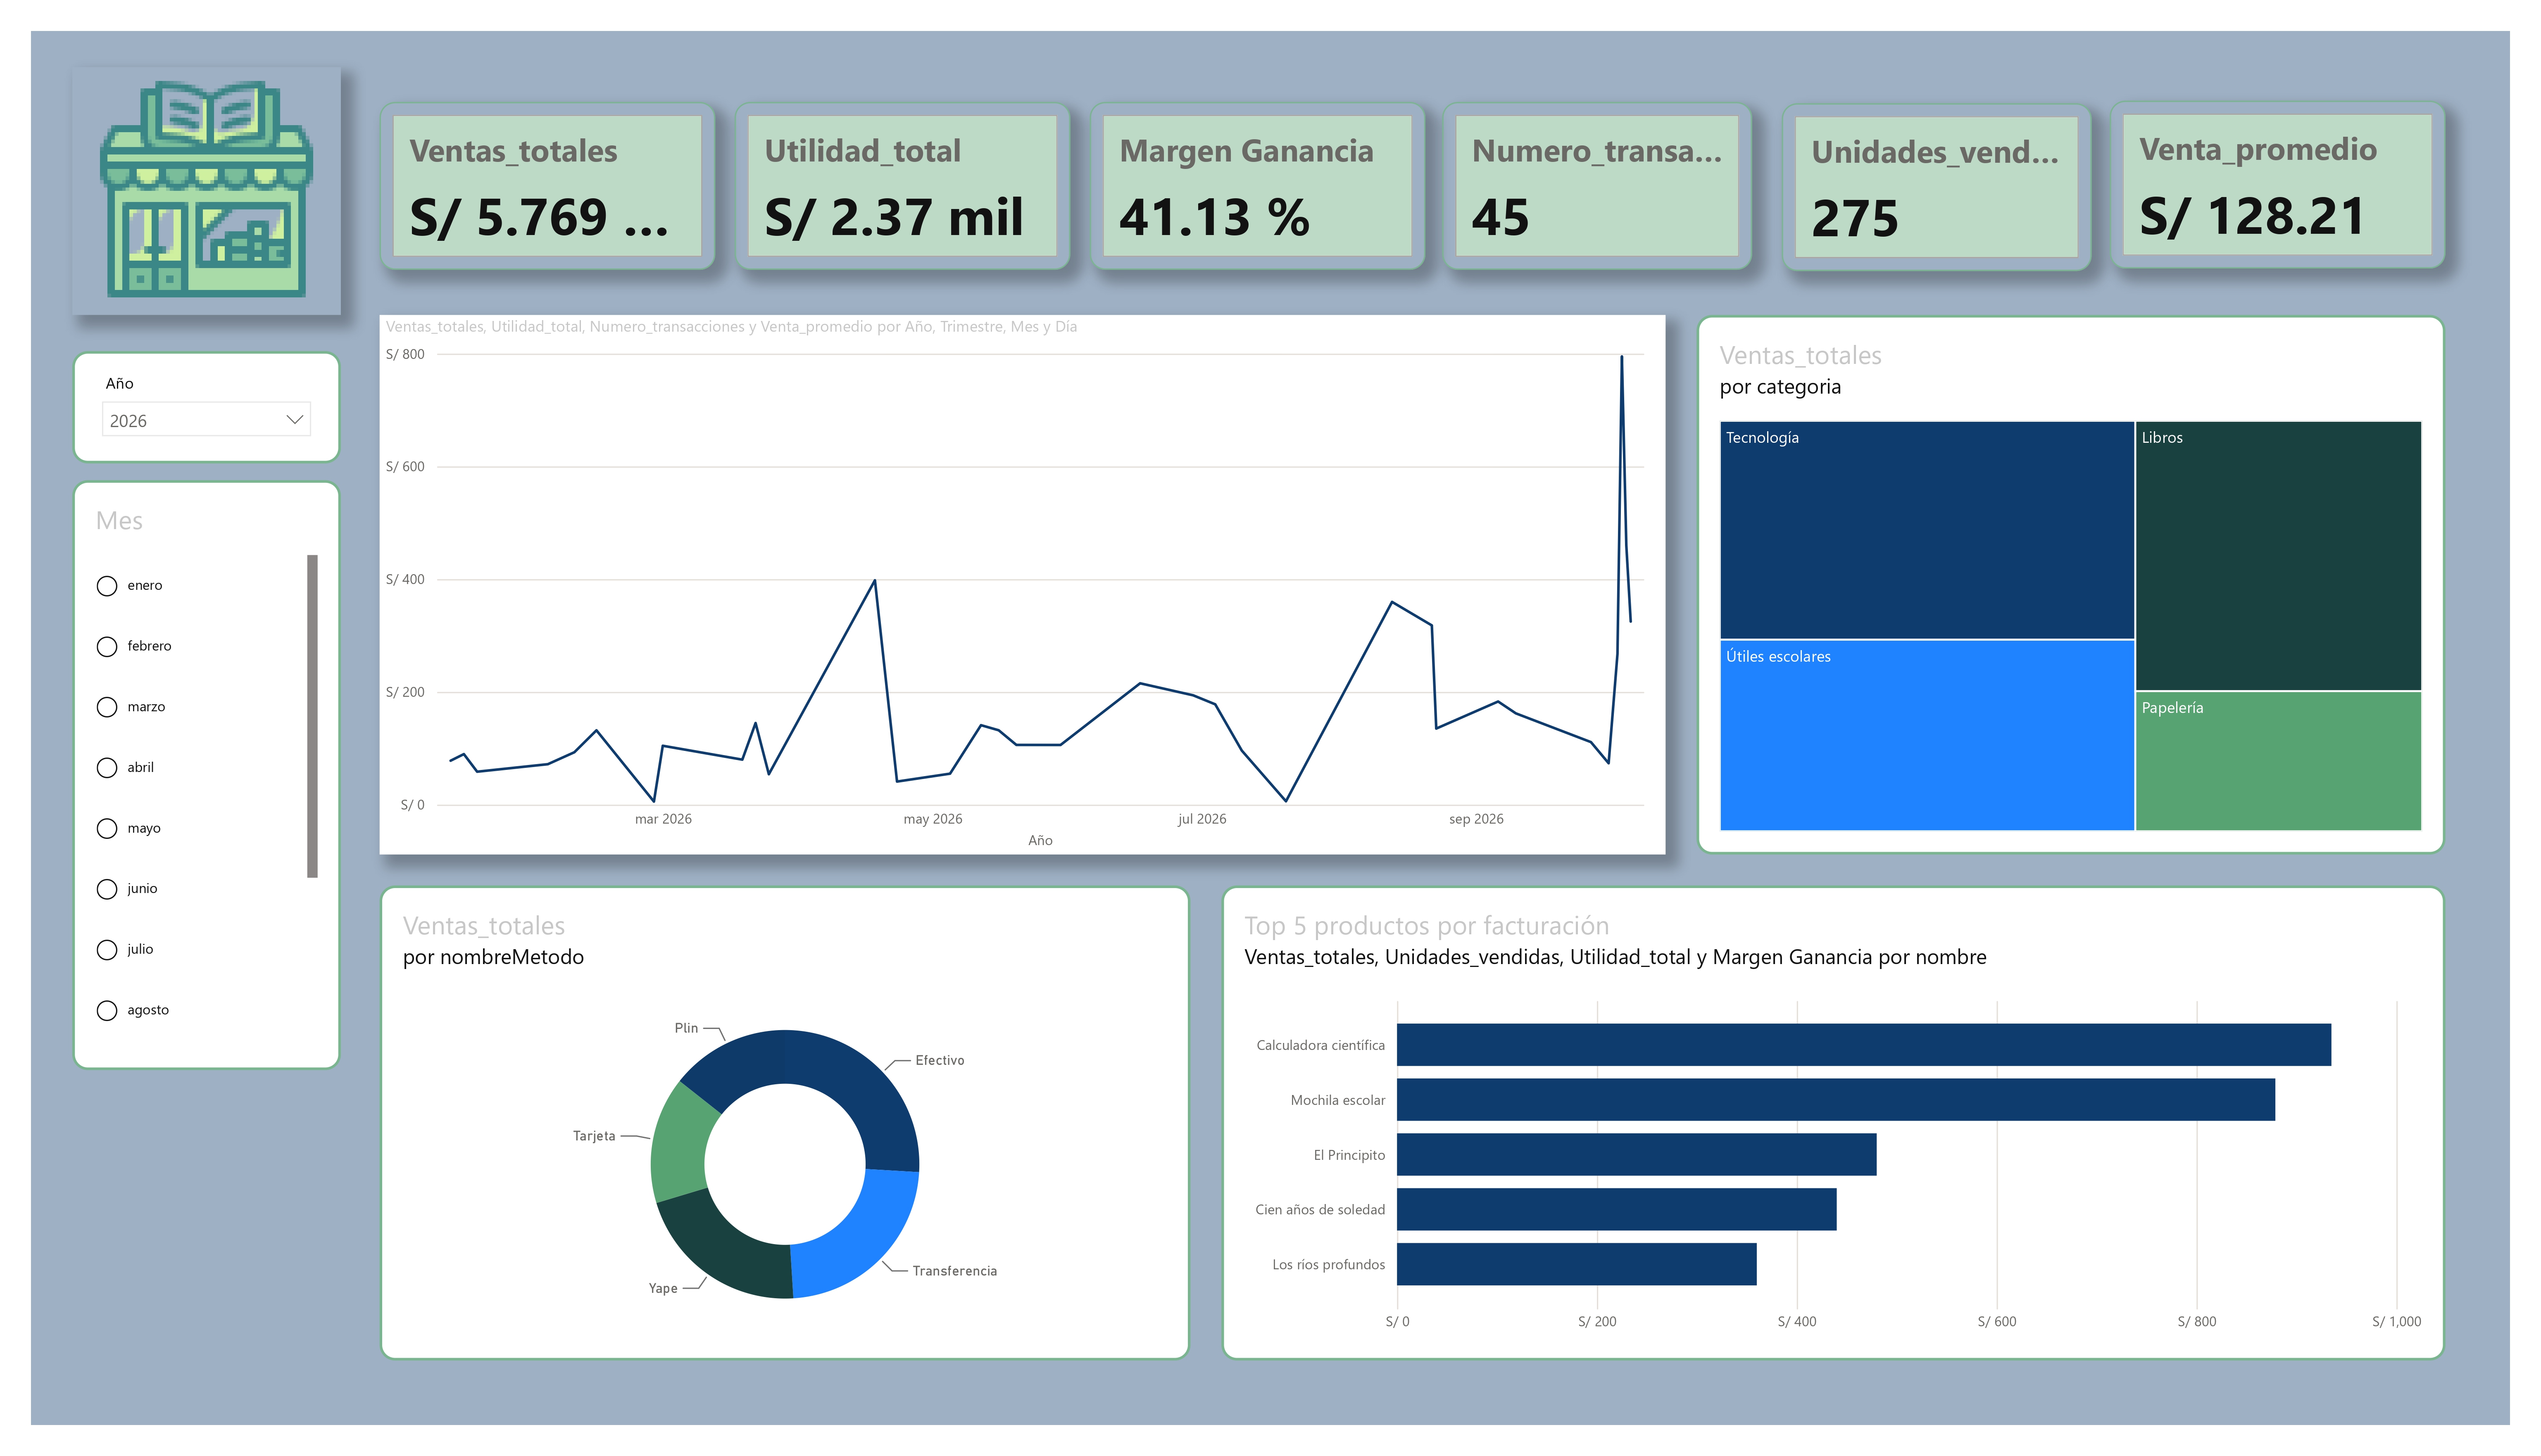 Ventas_totales
S/ 5.769 ...
Utilidad_total
S/ 2.37 mil
Margen Ganancia
41.13 %
Numero_transa...
45
Unidades_vend...
275
Venta_promedio
S/ 128.21
Año
2026
Mes
enero
febrero
marzo
abril
mayo
junio
julio
agosto
Ventas_totales, Utilidad_total, Numero_transacciones y Venta_promedio por Año, Trimestre, Mes y Día
S/ 800
S/ 600
S/ 400
S/ 200
S/ 0
mar 2026
may 2026
jul 2026
sep 2026
Año
Ventas_totales
por categoria
Tecnología
Libros
Útiles escolares
Papelería
Ventas_totales
por nombreMetodo
Plin
Efectivo
Tarjeta
Yape
Transferencia
Top 5 productos por facturación
Ventas_totales, Unidades_vendidas, Utilidad_total y Margen Ganancia por nombre
Calculadora científica
Mochila escolar
El Principito
Cien años de soledad
Los ríos profundos
S/ 0
S/ 200
S/ 400
S/ 600
S/ 800
S/ 1,000